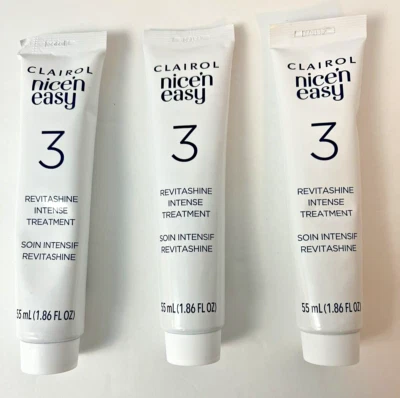 CLAIROL
nice'n
easy
3
REVITASHINE
INTENSE
TREATMENT
SOIN INTENSIF
REVITASHINE
55 mL (1.86 FL OZ)
CLAIROL
nice'n
easy
3
REVITASHINE
INTENSE
TREATMENT
SOIN INTENSIF
REVITASHINE
55 mL (1.86 FL OZ)
CLAIROL
nice'n
easy
3
REVITASHINE
INTENSE
TREATMENT
SOIN INTENSIF
REVITASHINE
55 mL (1.86 FL OZ)